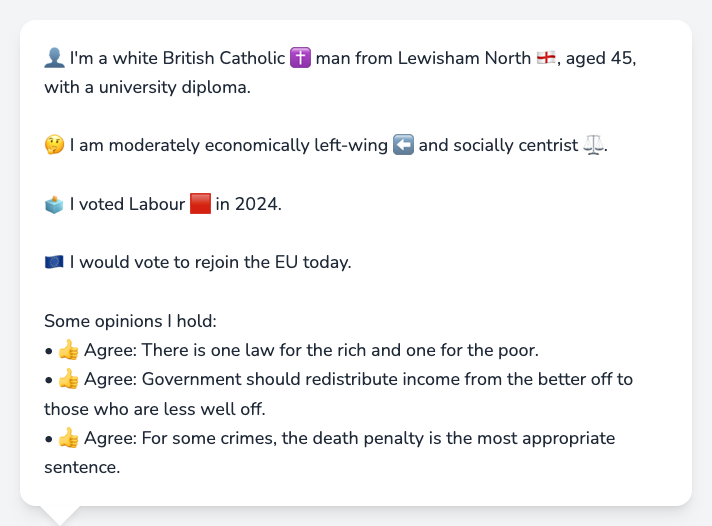 👤 I'm a white British Catholic ✝️ man from Lewisham North 🏴󠁧󠁢󠁥󠁮󠁧󠁿, aged 45,
with a university diploma.
🤔 I am moderately economically left-wing ⬅️ and socially centrist ⚖️.
🗳️ I voted Labour 🟥 in 2024.
🇪🇺 I would vote to rejoin the EU today.
Some opinions I hold:
• 👍 Agree: There is one law for the rich and one for the poor.
• 👍 Agree: Government should redistribute income from the better off to
those who are less well off.
• 👍 Agree: For some crimes, the death penalty is the most appropriate
sentence.